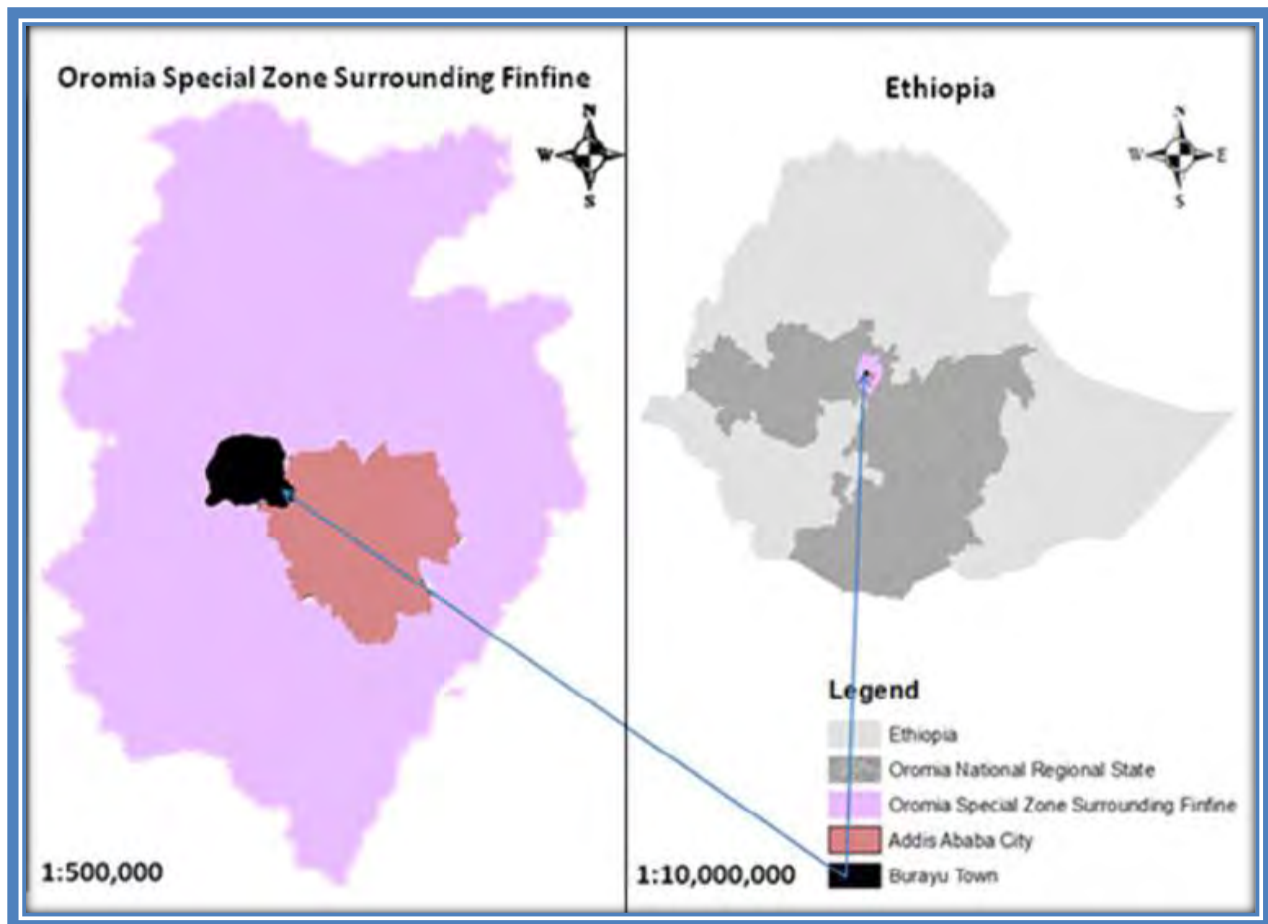 Oromia Special Zone Surrounding Finfine
N
W
S
1:500,000
Ethiopia
N
W E
S
Legend
Ethiopia
Oromia National Regional State
Oromia Special Zone Surrounding Finfine
Addis Ababa City
Burayu Town
1:10,000,000